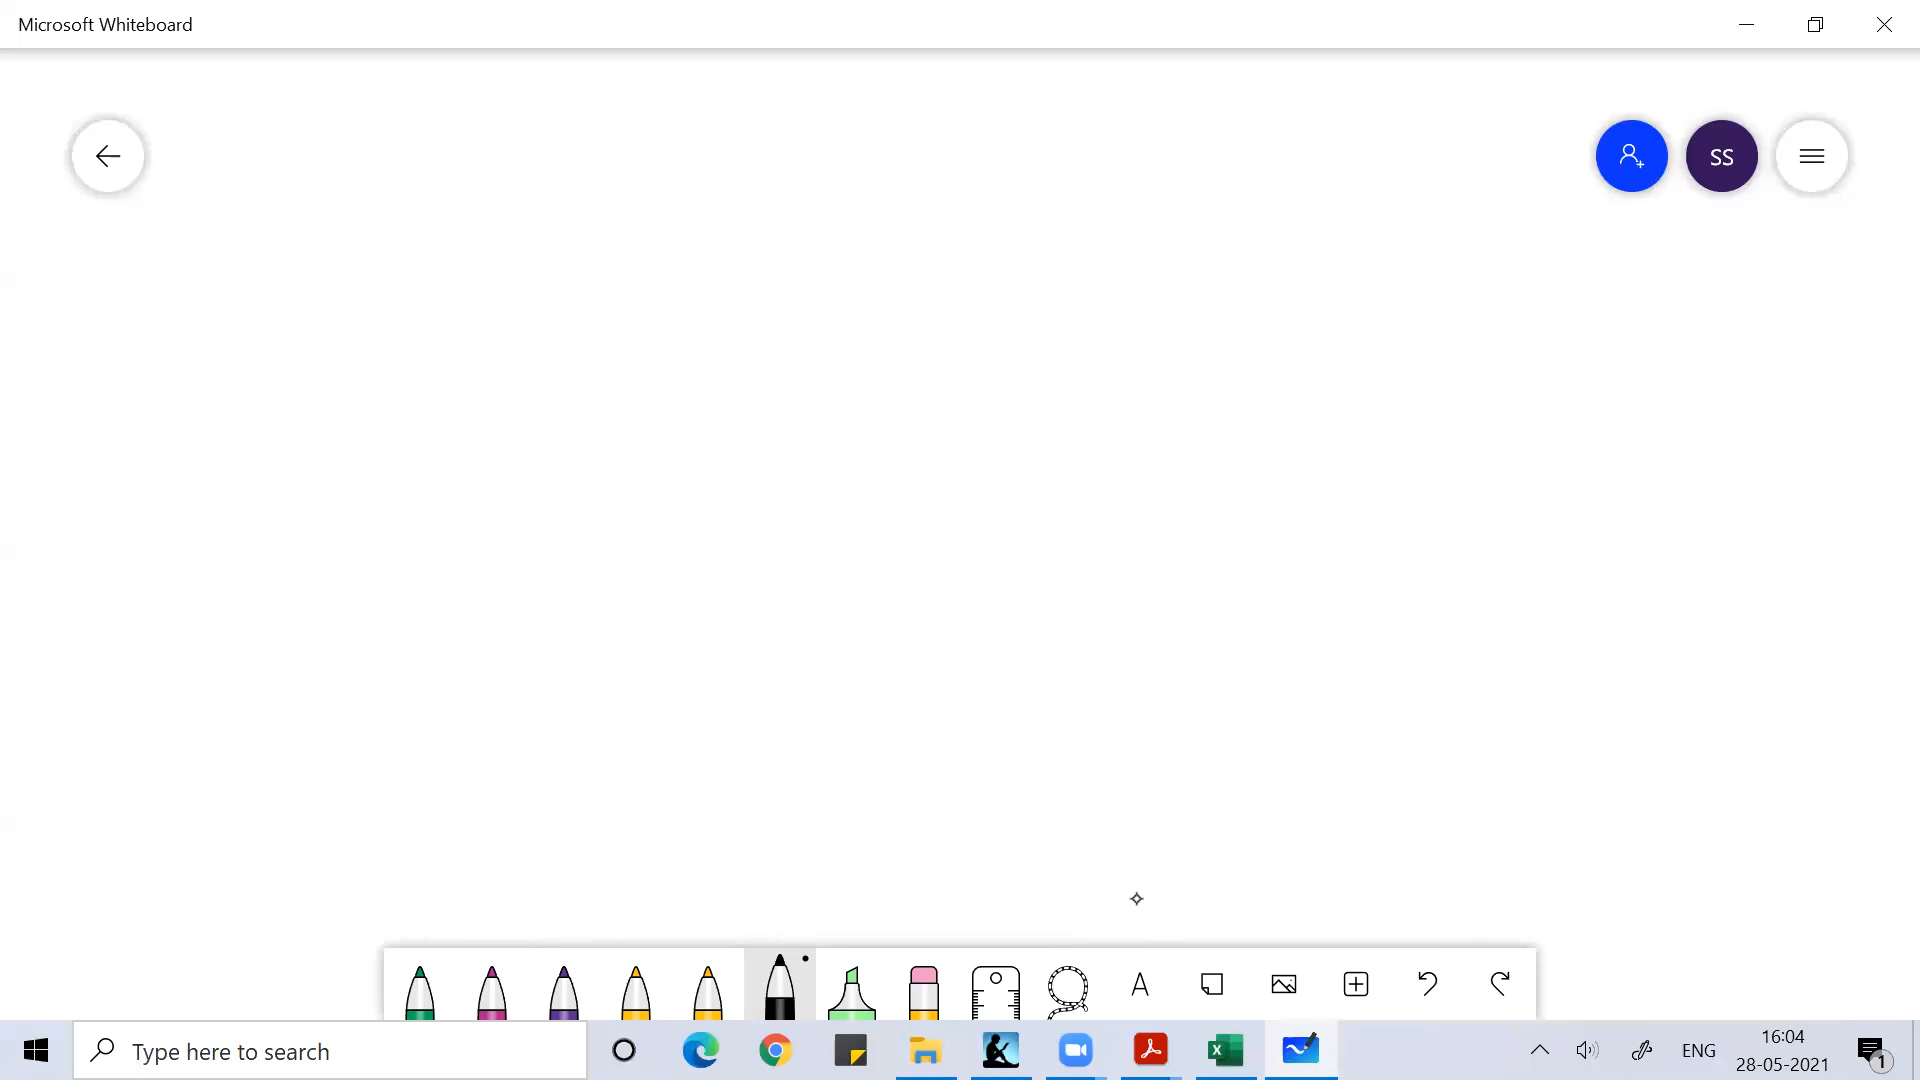 Microsoft Whiteboard
SS
A
Type here to search
X
ENG
16:04
28-05-2021
1